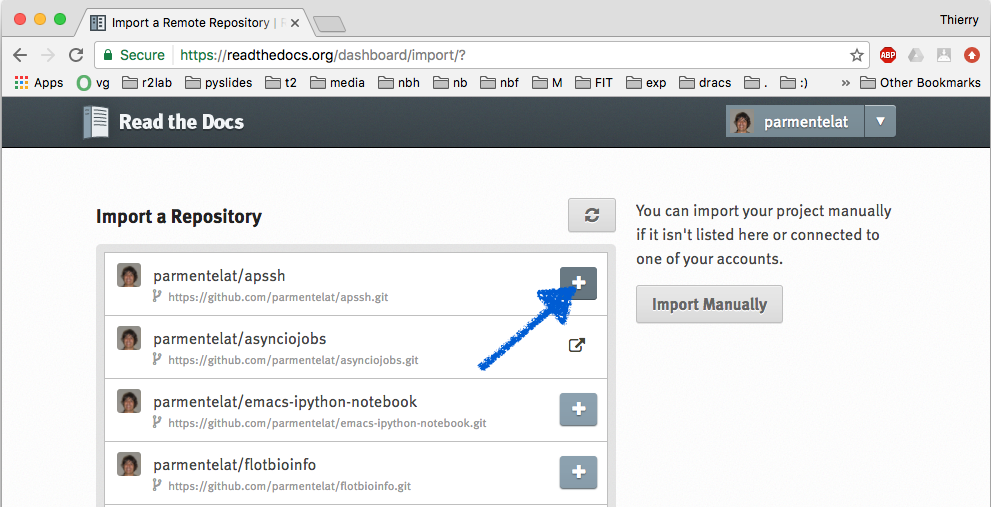 Import a Remote Repository |
Thierry
Secure https://readthedocs.org/dashboard/import/?
ABP
Apps vg r2lab pyslides t2 media nbh nb nbf M FIT exp dracs . :) » Other Bookmarks
Read the Docs
parmentelat
Import a Repository
You can import your project manually
if it isn't listed here or connected to
one of your accounts.
Import Manually
parmentelat/apssh
https://github.com/parmentelat/apssh.git
parmentelat/asynciojobs
https://github.com/parmentelat/asynciojobs.git
parmentelat/emacs-ipython-notebook
https://github.com/parmentelat/emacs-ipython-notebook.git
parmentelat/flotbioinfo
https://github.com/parmentelat/flotbioinfo.git